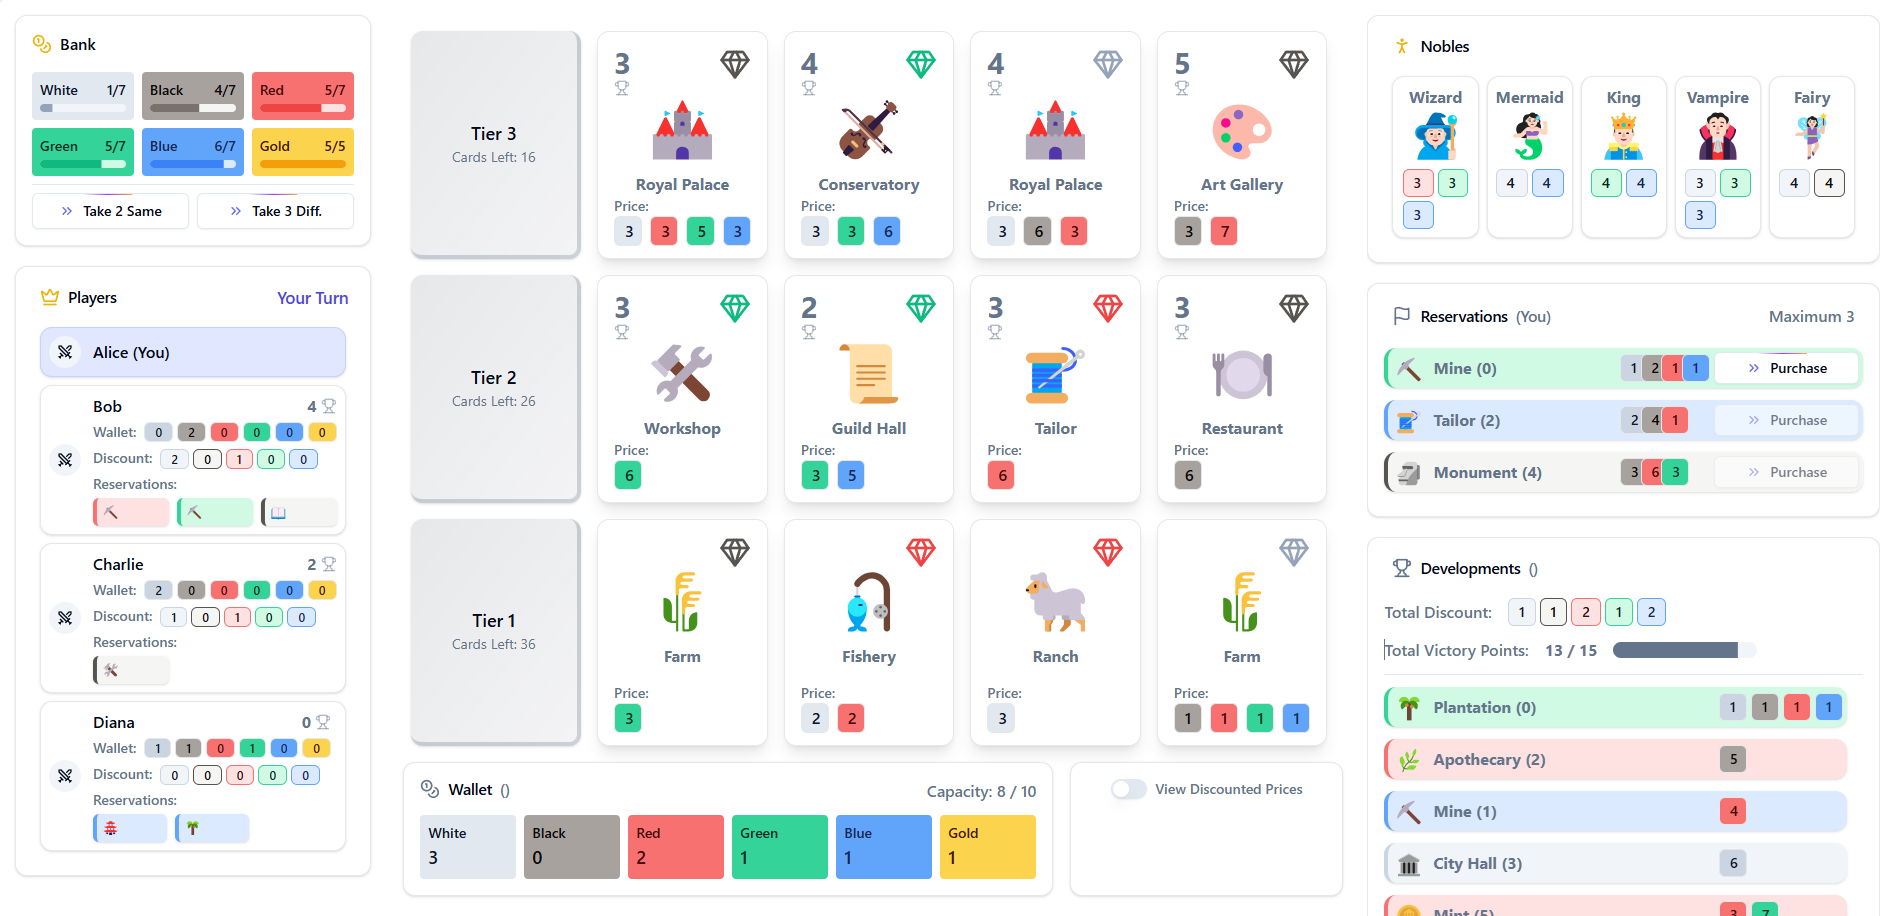 Bank
White 1/7
Black 4/7
Red 5/7
Green 5/7
Blue 6/7
Gold 5/5
Take 2 Same
Take 3 Diff.
Players
Your Turn
Alice (You)
Bob
4
Wallet: 0 2 0 0 0 0
Discount: 2 0 1 0 0
Reservations:
Charlie
2
Wallet: 2 0 0 0 0 0
Discount: 1 0 1 0 0
Reservations:
Diana
0
Wallet: 1 1 0 1 0 0
Discount: 0 0 0 0 0
Reservations:
Tier 3
Cards Left: 16
3
Royal Palace
Price:
3 3 5 3
4
Conservatory
Price:
3 3 6
4
Royal Palace
Price:
3 6 3
5
Art Gallery
Price:
3 7
Tier 2
Cards Left: 26
3
Workshop
Price:
6
2
Guild Hall
Price:
3 5
3
Tailor
Price:
6
3
Restaurant
Price:
6
Tier 1
Cards Left: 36
Farm
Price:
3
Fishery
Price:
2 2
Ranch
Price:
3
Farm
Price:
1 1 1 1
Wallet ()
Capacity: 8 / 10
White
3
Black
0
Red
2
Green
1
Blue
1
Gold
1
View Discounted Prices
Nobles
Wizard
3 3
3
Mermaid
4 4
King
4 4
Vampire
3 3
3
Fairy
4 4
Reservations (You)
Maximum 3
Mine (0) 1 2 1 1 Purchase
Tailor (2) 2 4 1 Purchase
Monument (4) 3 6 3 Purchase
Developments ()
Total Discount: 1 1 2 1 2
Total Victory Points: 13 / 15
Plantation (0) 1 1 1 1
Apothecary (2) 5
Mine (1) 4
City Hall (3) 6
Mint (5) 3 7